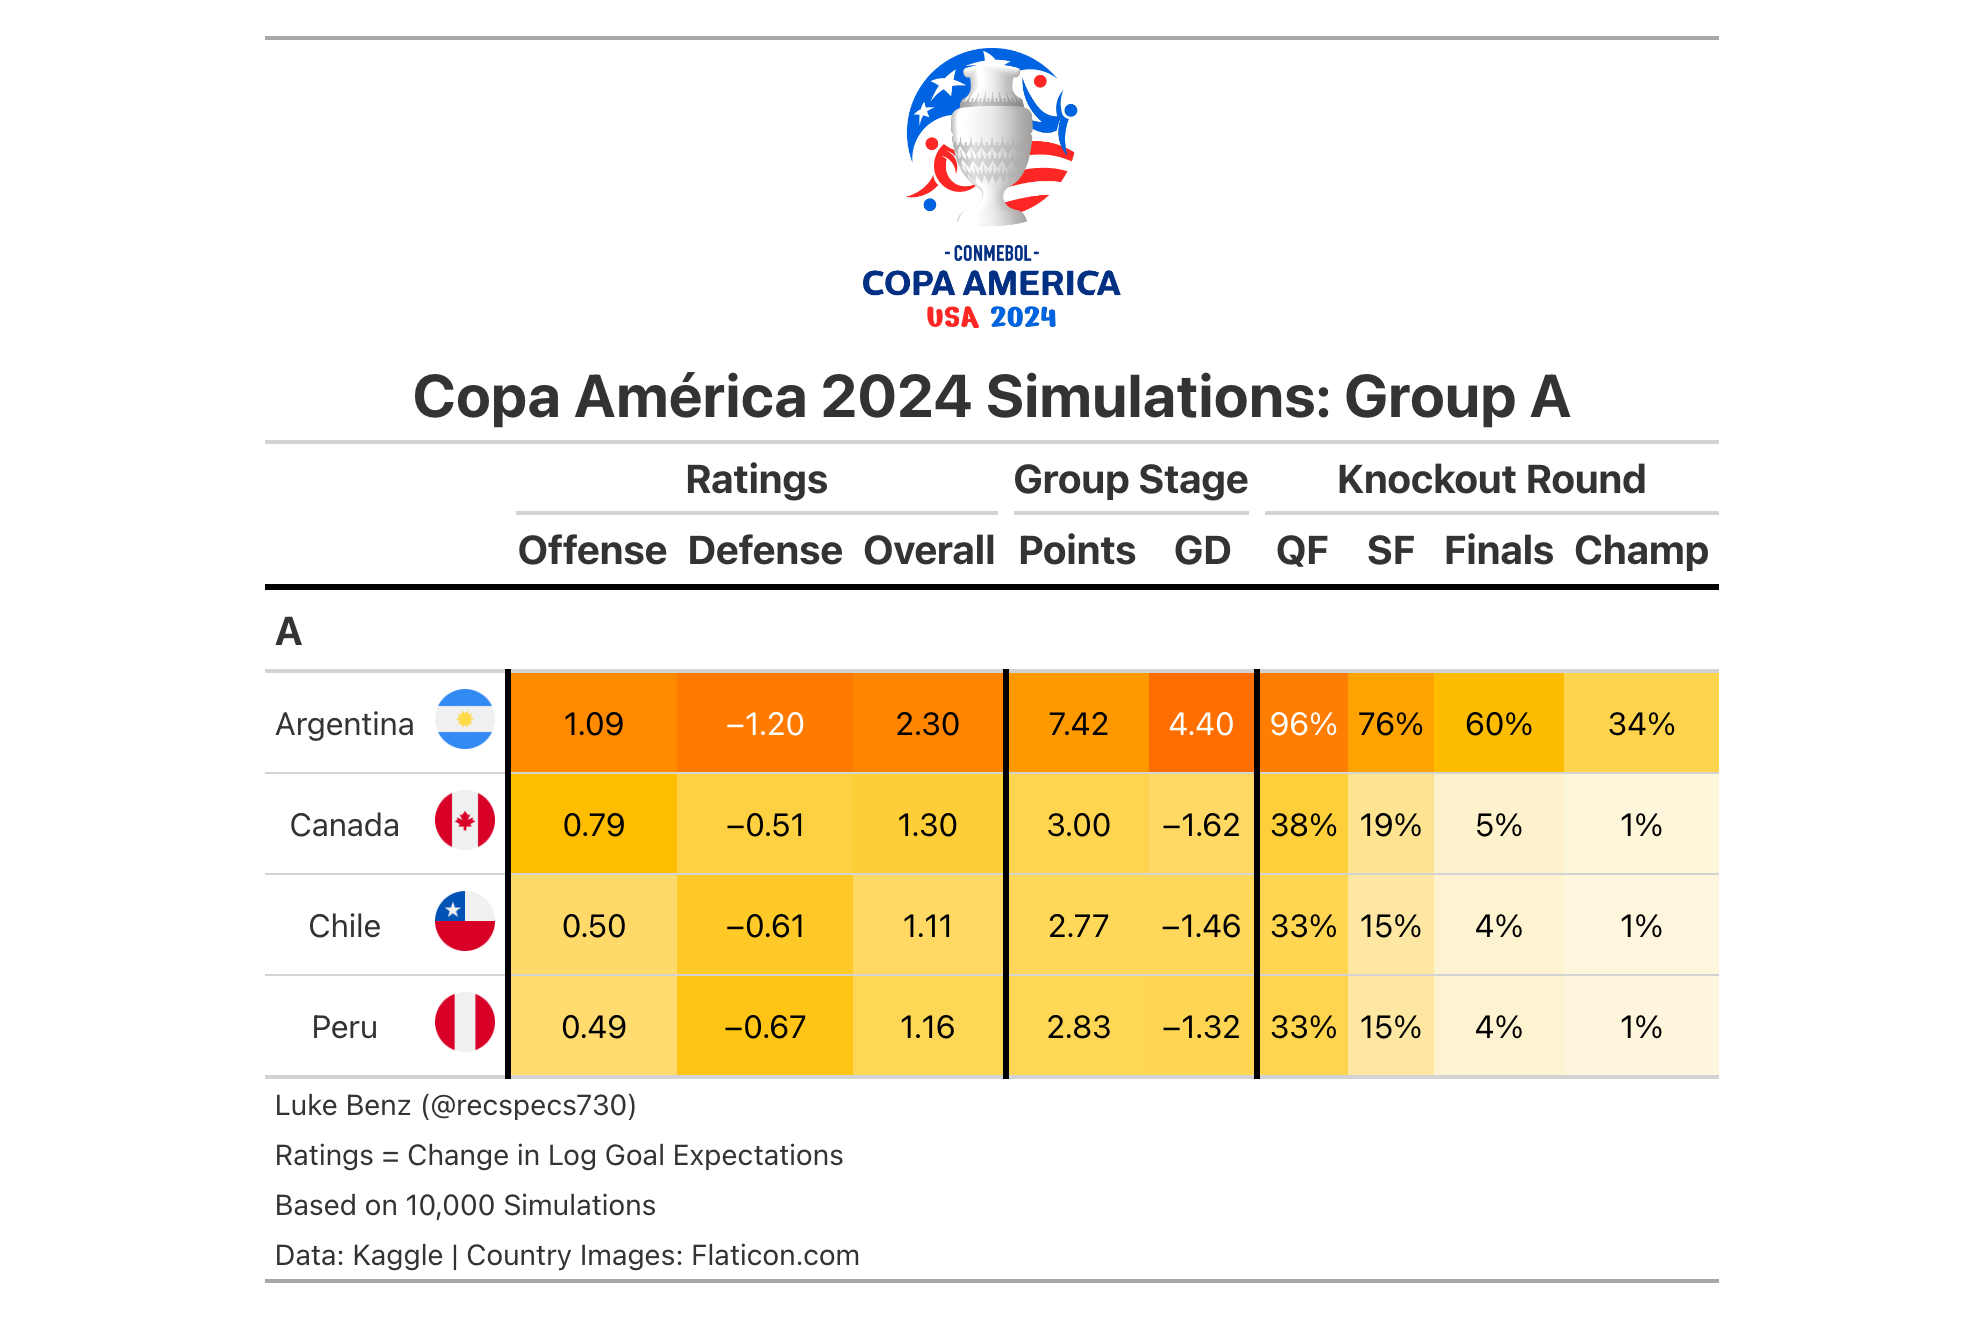 - CONMEBOL -
COPA AMERICA
USA 2024
Copa América 2024 Simulations: Group A
Ratings Group Stage Knockout Round
Offense Defense Overall Points GD QF SF Finals Champ
A
Argentina 1.09 −1.20 2.30 7.42 4.40 96% 76% 60% 34%
Canada 0.79 −0.51 1.30 3.00 −1.62 38% 19% 5% 1%
Chile 0.50 −0.61 1.11 2.77 −1.46 33% 15% 4% 1%
Peru 0.49 −0.67 1.16 2.83 −1.32 33% 15% 4% 1%
Luke Benz (@recspecs730)
Ratings = Change in Log Goal Expectations
Based on 10,000 Simulations
Data: Kaggle | Country Images: Flaticon.com